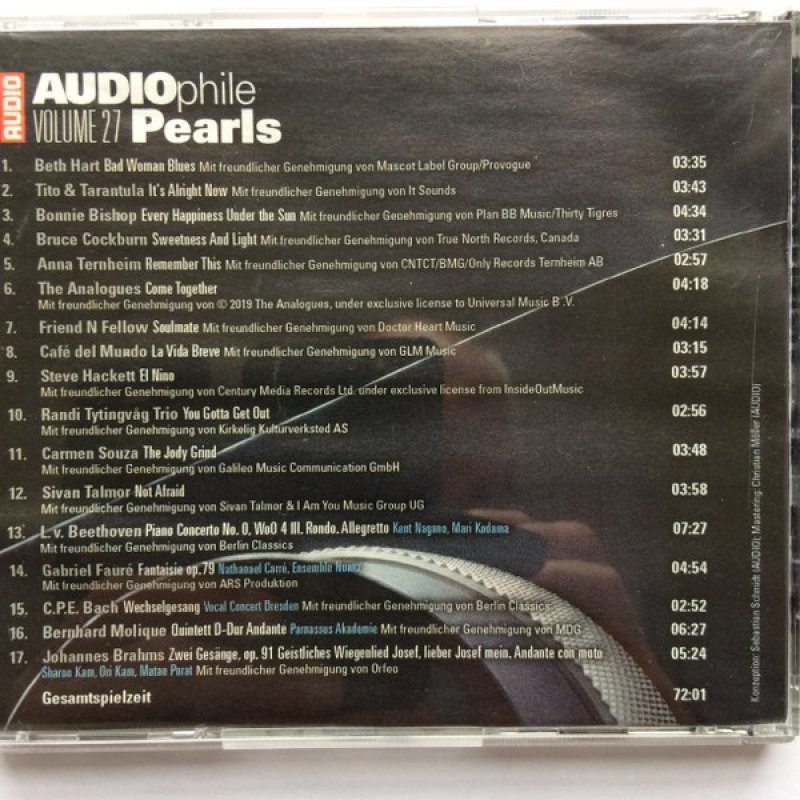 AUDIO
AUDIOphile
VOLUME 27 Pearls
1. Beth Hart Bad Woman Blues Mit freundlicher Genehmigung von Mascot Label Group/Provogue 03:35
2. Tito & Tarantula It's Alright Now Mit freundlicher Genehmigung von It Sounds 03:43
3. Bonnie Bishop Every Happiness Under the Sun Mit freundlicher Genehmigung von Plan BB Music/Thirty Tigres 04:34
4. Bruce Cockburn Sweetness And Light Mit freundlicher Genehmigung von True North Records, Canada 03:31
5. Anna Ternheim Remember This Mit freundlicher Genehmigung von CNTCT/BMG/Only Records Ternheim AB 02:57
6. The Analogues Come Together 04:18
Mit freundlicher Genehmigung von © 2019 The Analogues, under exclusive license to Universal Music B.V.
7. Friend N Fellow Soulmate Mit freundlicher Genehmigung von Doctor Heart Music 04:14
8. Café del Mundo La Vida Breve Mit freundlicher Genehmigung von GLM Music 03:15
9. Steve Hackett El Nino 03:57
Mit freundlicher Genehmigung von Century Media Records Ltd. under exclusive license from InsideOutMusic
10. Randi Tytingvåg Trio You Gotta Get Out 02:56
Mit freundlicher Genehmigung von Kirkelig Kulturverksted AS
11. Carmen Souza The Jody Grind 03:48
Mit freundlicher Genehmigung von Galileo Music Communication GmbH
12. Sivan Talmor Not Afraid 03:58
Mit freundlicher Genehmigung von Sivan Talmor & I Am You Music Group UG
13. L.v. Beethoven Piano Concerto No. 0, WoO 4 III. Rondo. Allegretto Kent Nagano, Mari Kodama 07:27
Mit freundlicher Genehmigung von Berlin Classics
14. Gabriel Fauré Fantaisie op.79 Nathanael Carré, Ensemble Nunns 04:54
Mit freundlicher Genehmigung von ARS Produktion
15. C.P.E. Bach Wechselgesang Vocal Concert Dresden Mit freundlicher Genehmigung von Berlin Classics 02:52
16. Bernhard Molique Quintett D-Dur Andante Parnassus Akademie Mit freundlicher Genehmigung von MDG 06:27
17. Johannes Brahms Zwei Gesänge, op. 91 Geistliches Wiegenlied Josef, lieber Josef mein. Andante con moto 05:24
Sharon Kam, Ori Kam, Matan Porat Mit freundlicher Genehmigung von Orfeo
Gesamtspielzeit 72:01
Konzeption: Sebastian Schmidt (AUDIO); Mastering: Christian Möller (AUDIO)